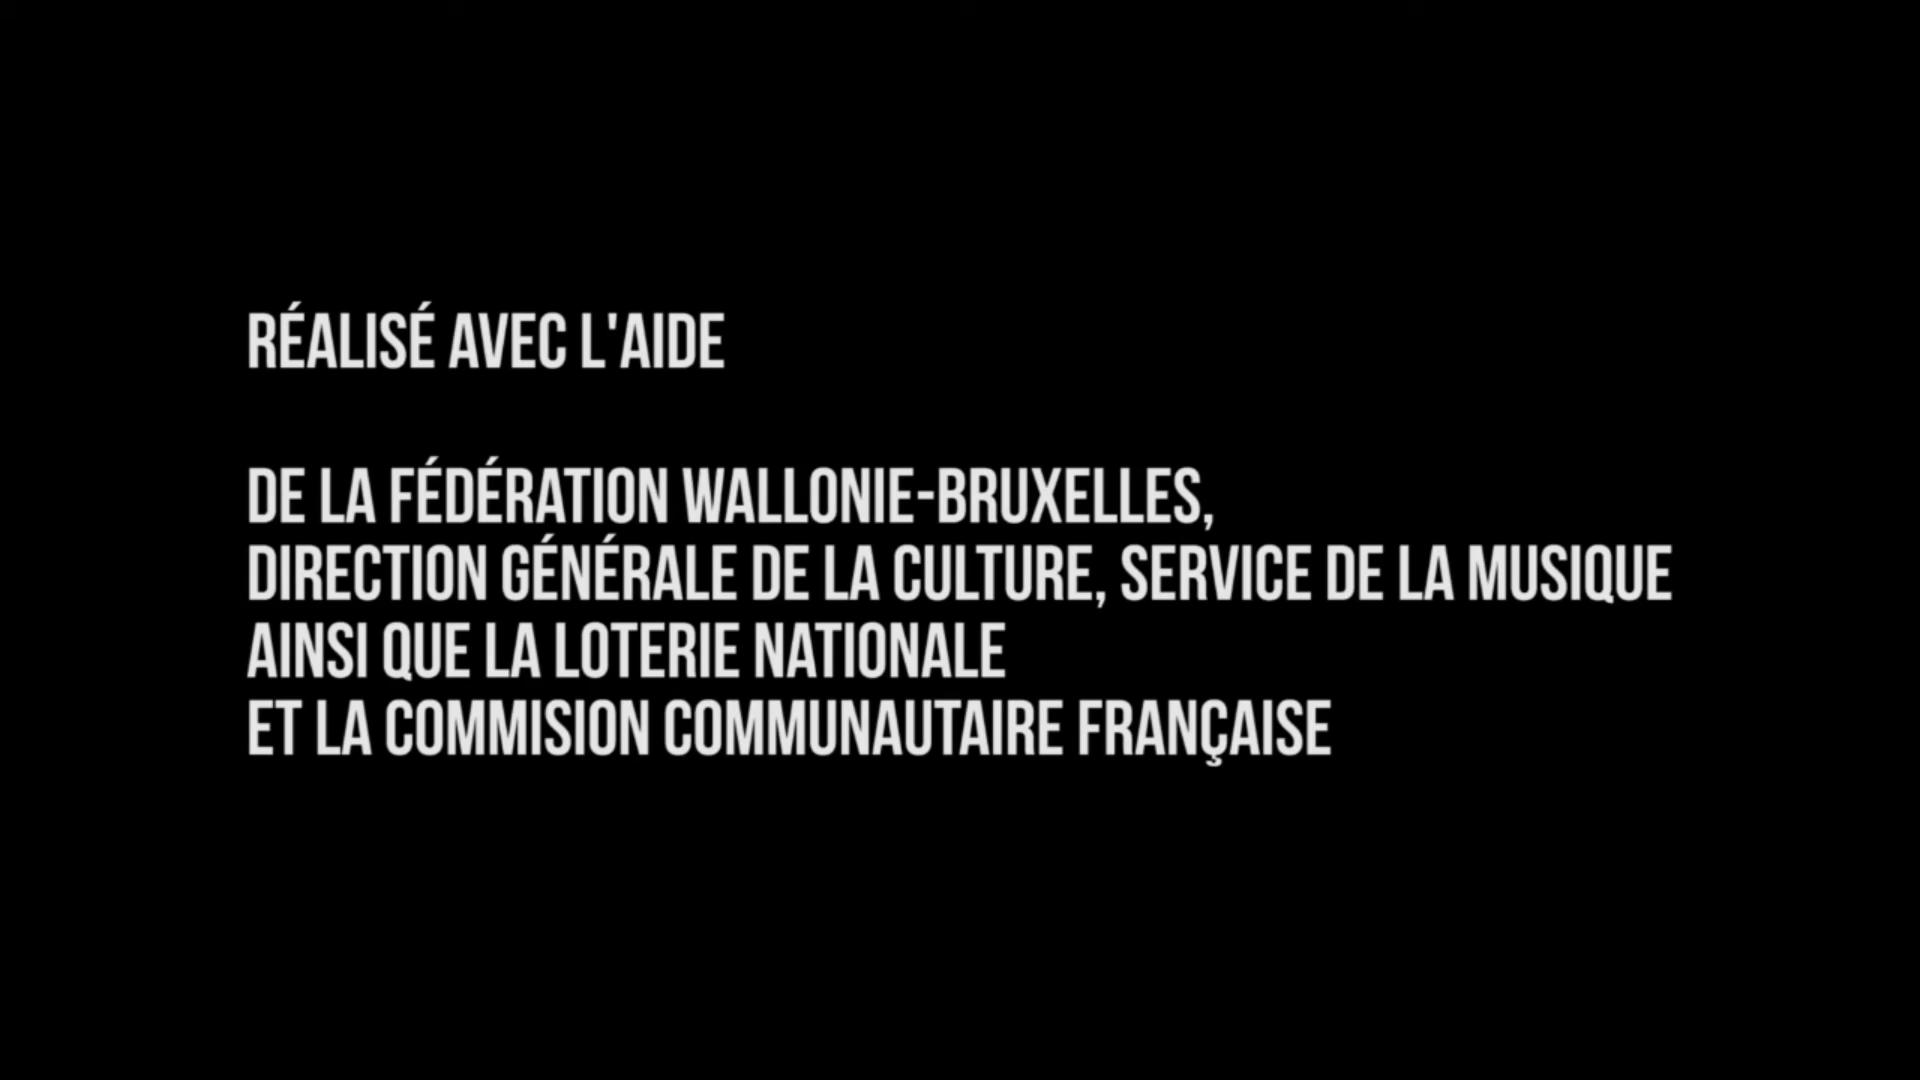 RÉALISÉ AVEC L'AIDE
DE LA FÉDÉRATION WALLONIE-BRUXELLES,
DIRECTION GÉNÉRALE DE LA CULTURE, SERVICE DE LA MUSIQUE
AINSI QUE LA LOTERIE NATIONALE
ET LA COMMISION COMMUNAUTAIRE FRANÇAISE